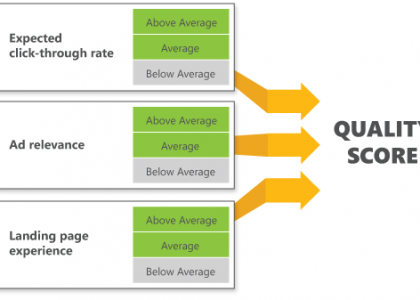 Expected
click-through rate
Above Average
Average
Below Average
Ad relevance
Above Average
Average
Below Average
Landing page
experience
Above Average
Average
Below Average
QUALITY
SCORE